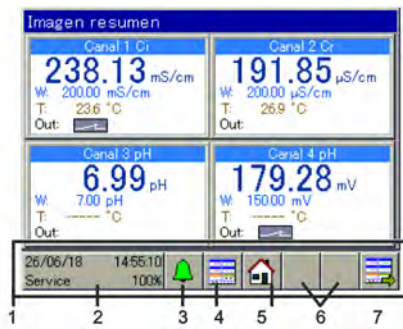 Imagen resumen
Canal 1 Ci
238.13 mS/cm
W: 200.00 mS/cm
T: 23.6 °C
Out:
Canal 2 Cr
191.85 µS/cm
W: 200.00 µS/cm
T: 26.9 °C
Out:
Canal 3 pH
6.99 pH
W: 7.00 pH
T: ----- °C
Out:
Canal 4 pH
179.28 mV
W: 150.00 mV
T: ----- °C
Out:
26/06/18 14:55:10
Service 100%
1 2 3 4 5 6 7